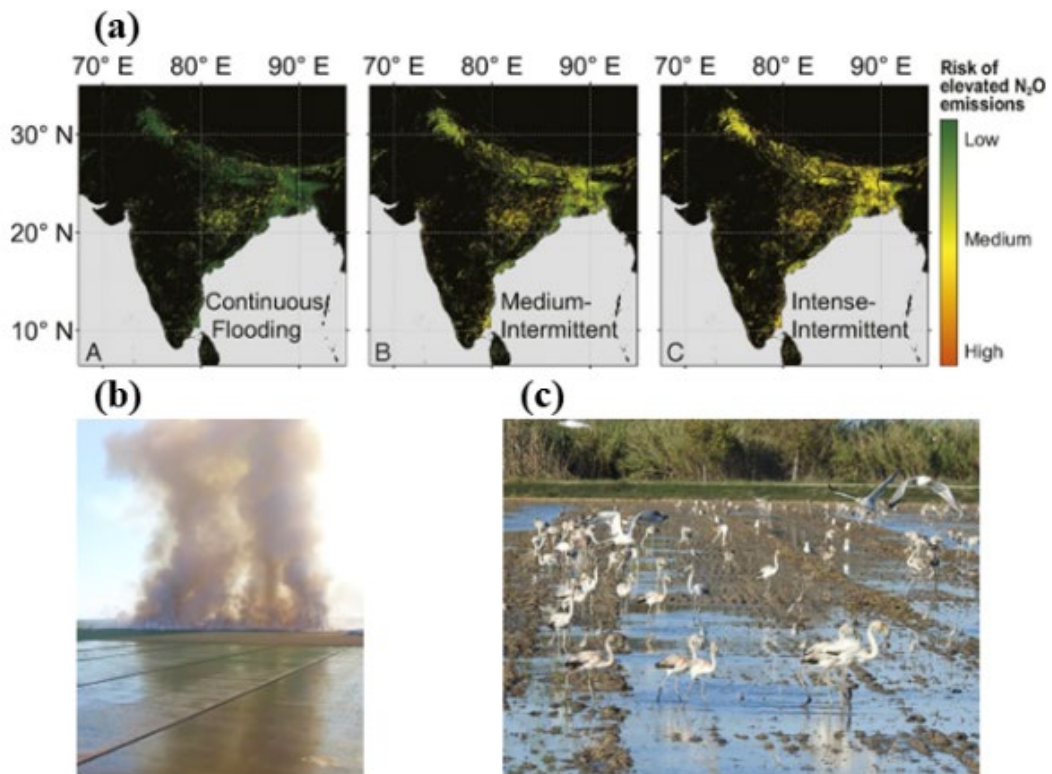 (a)
70° E 80° E 90° E 70° E 80° E 90° E 70° E 80° E 90° E
Risk of
elevated N₂O
emissions
30° N
Low
20° N
Medium
Continuous
Flooding
Medium-
Intermittent
Intense-
Intermittent
10° N
High
A
B
C
(b)
(c)